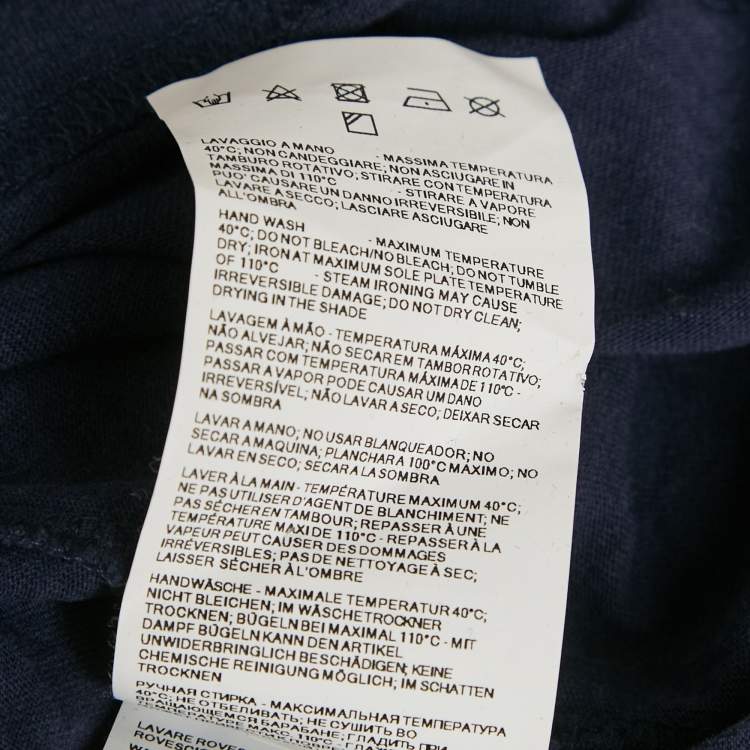 LAVAGGIO A MANO - MASSIMA TEMPERATURA
40°C; NON CANDEGGIARE; NON ASCIUGARE IN
TAMBURO ROTATIVO; STIRARE CON TEMPERATURA
MASSIMA DI 110°C - STIRARE A VAPORE
PUO' CAUSARE UN DANNO IRREVERSIBILE; NON
LAVARE A SECCO; LASCIARE ASCIUGARE
ALL'OMBRA
HAND WASH - MAXIMUM TEMPERATURE
40°C; DO NOT BLEACH/NO BLEACH; DO NOT TUMBLE
DRY; IRON AT MAXIMUM SOLE PLATE TEMPERATURE
OF 110°C - STEAM IRONING MAY CAUSE
IRREVERSIBLE DAMAGE; DO NOT DRY CLEAN;
DRYING IN THE SHADE
LAVAGEM À MÃO - TEMPERATURA MÁXIMA 40°C;
NÃO ALVEJAR; NÃO SECAR EM TAMBOR ROTATIVO;
PASSAR COM TEMPERATURA MÁXIMA DE 110°C -
PASSAR A VAPOR PODE CAUSAR UM DANO
IRREVERSÍVEL; NÃO LAVAR A SECO; DEIXAR SECAR
NA SOMBRA
LAVAR A MANO; NO USAR BLANQUEADOR; NO
SECAR A MAQUINA; PLANCHAR A 100°C MÁXIMO; NO
LAVAR EN SECO; SECAR A LA SOMBRA
LAVER À LA MAIN - TEMPÉRATURE MAXIMUM 40°C;
NE PAS UTILISER D'AGENT DE BLANCHIMENT; NE
PAS SÉCHER EN TAMBOUR; REPASSER À UNE
TEMPÉRATURE MAXI DE 110°C - REPASSER À LA
VAPEUR PEUT CAUSER DES DOMMAGES
IRRÉVERSIBLES; PAS DE NETTOYAGE À SEC;
LAISSER SÉCHER À L'OMBRE
HANDWÄSCHE - MAXIMALE TEMPERATUR 40°C;
NICHT BLEICHEN; IM WÄSCHETROCKNER
TROCKNEN; BÜGELN BEI MAXIMAL 110°C - MIT
DAMPF BÜGELN KANN DEN ARTIKEL
UNWIDERBRINGLICH BESCHÄDIGEN; KEINE
CHEMISCHE REINIGUNG MÖGLICH; IM SCHATTEN
TROCKNEN
РУЧНАЯ СТИРКА - МАКСИМАЛЬНАЯ ТЕМПЕРАТУРА
40°C; НЕ ОТБЕЛИВАТЬ; НЕ СУШИТЬ ВО
ВРАЩАЮЩЕМСЯ БАРАБАНЕ; ГЛАДИТЬ ПРИ
LAVARE ROVES
ROVESCIO